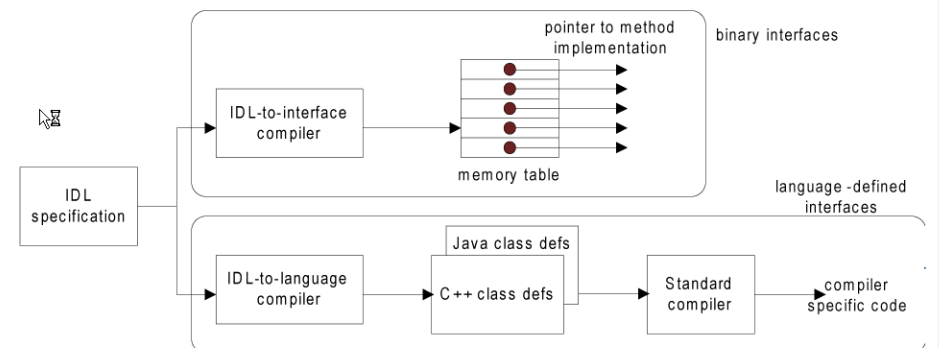 pointer to method
implementation
binary interfaces
IDL-to-interface
compiler
memory table
IDL
specification
language -defined
interfaces
IDL-to-language
compiler
Java class defs
C++ class defs
Standard
compiler
compiler
specific code